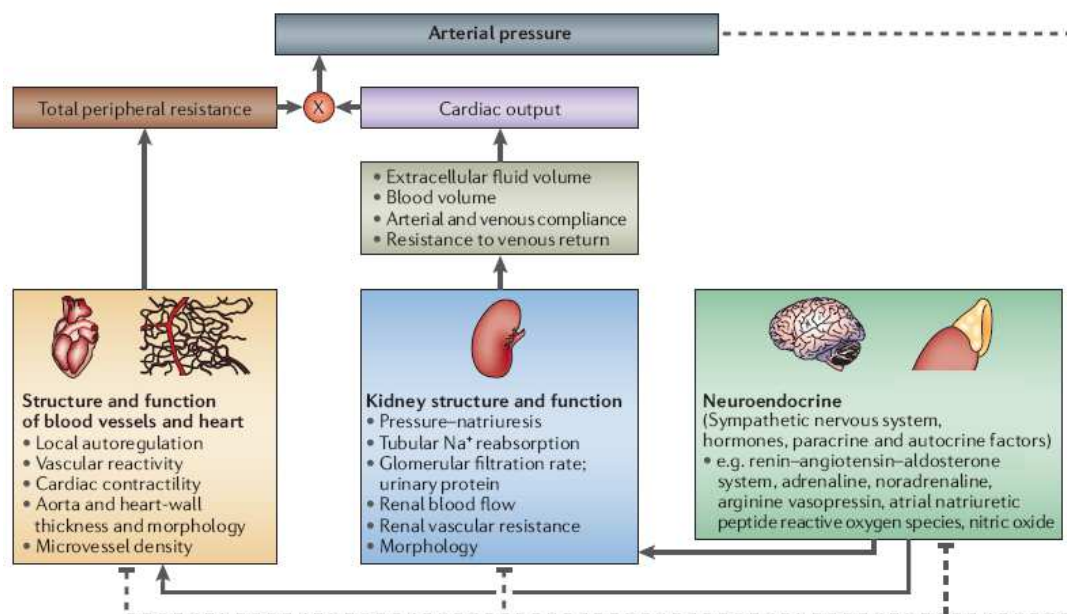 Arterial pressure
Total peripheral resistance
X
Cardiac output
• Extracellular fluid volume
• Blood volume
• Arterial and venous compliance
• Resistance to venous return
Structure and function
of blood vessels and heart
• Local autoregulation
• Vascular reactivity
• Cardiac contractility
• Aorta and heart-wall
thickness and morphology
• Microvessel density
Kidney structure and function
• Pressure–natriuresis
• Tubular Na⁺ reabsorption
• Glomerular filtration rate;
urinary protein
• Renal blood flow
• Renal vascular resistance
• Morphology
Neuroendocrine
(Sympathetic nervous system,
hormones, paracrine and autocrine factors)
• e.g. renin–angiotensin–aldosterone
system, adrenaline, noradrenaline,
arginine vasopressin, atrial natriuretic
peptide reactive oxygen species, nitric oxide